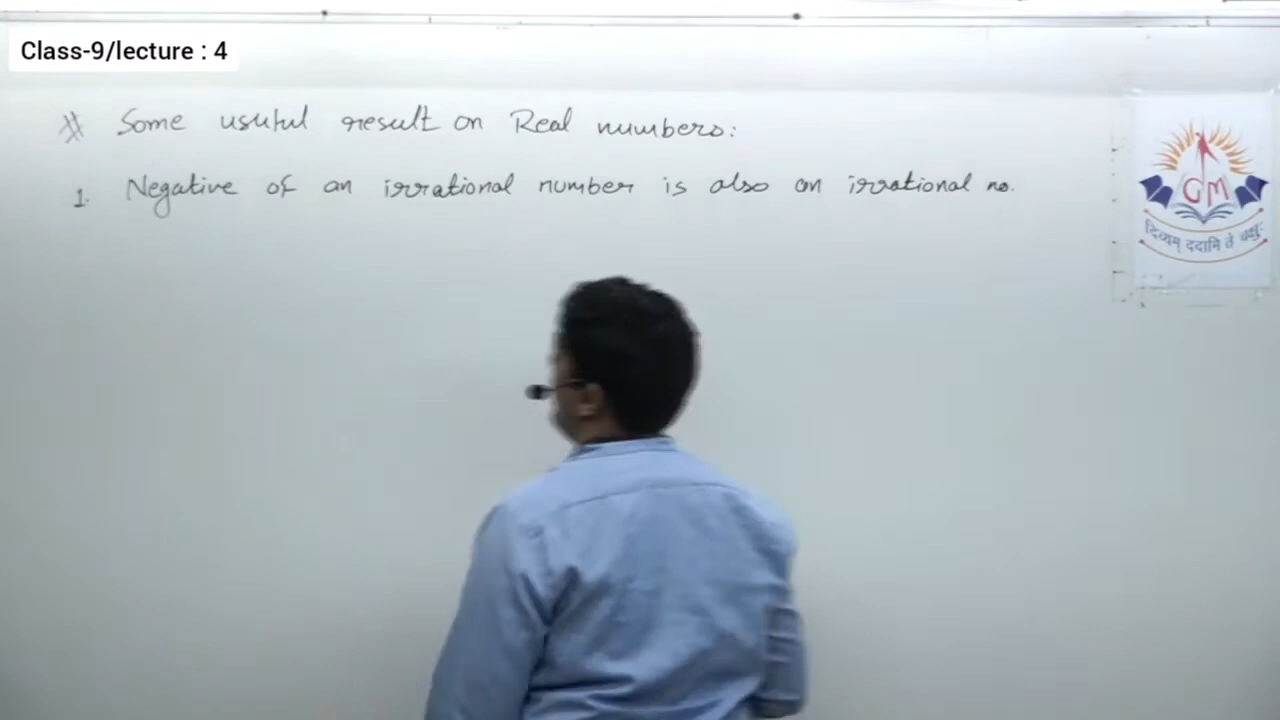 Class-9/lecture : 4
# Some useful result on Real numbers:
1. Negative of an irrational number is also an irrational no.
GM
दिव्यम् ददामि ते चक्षुः